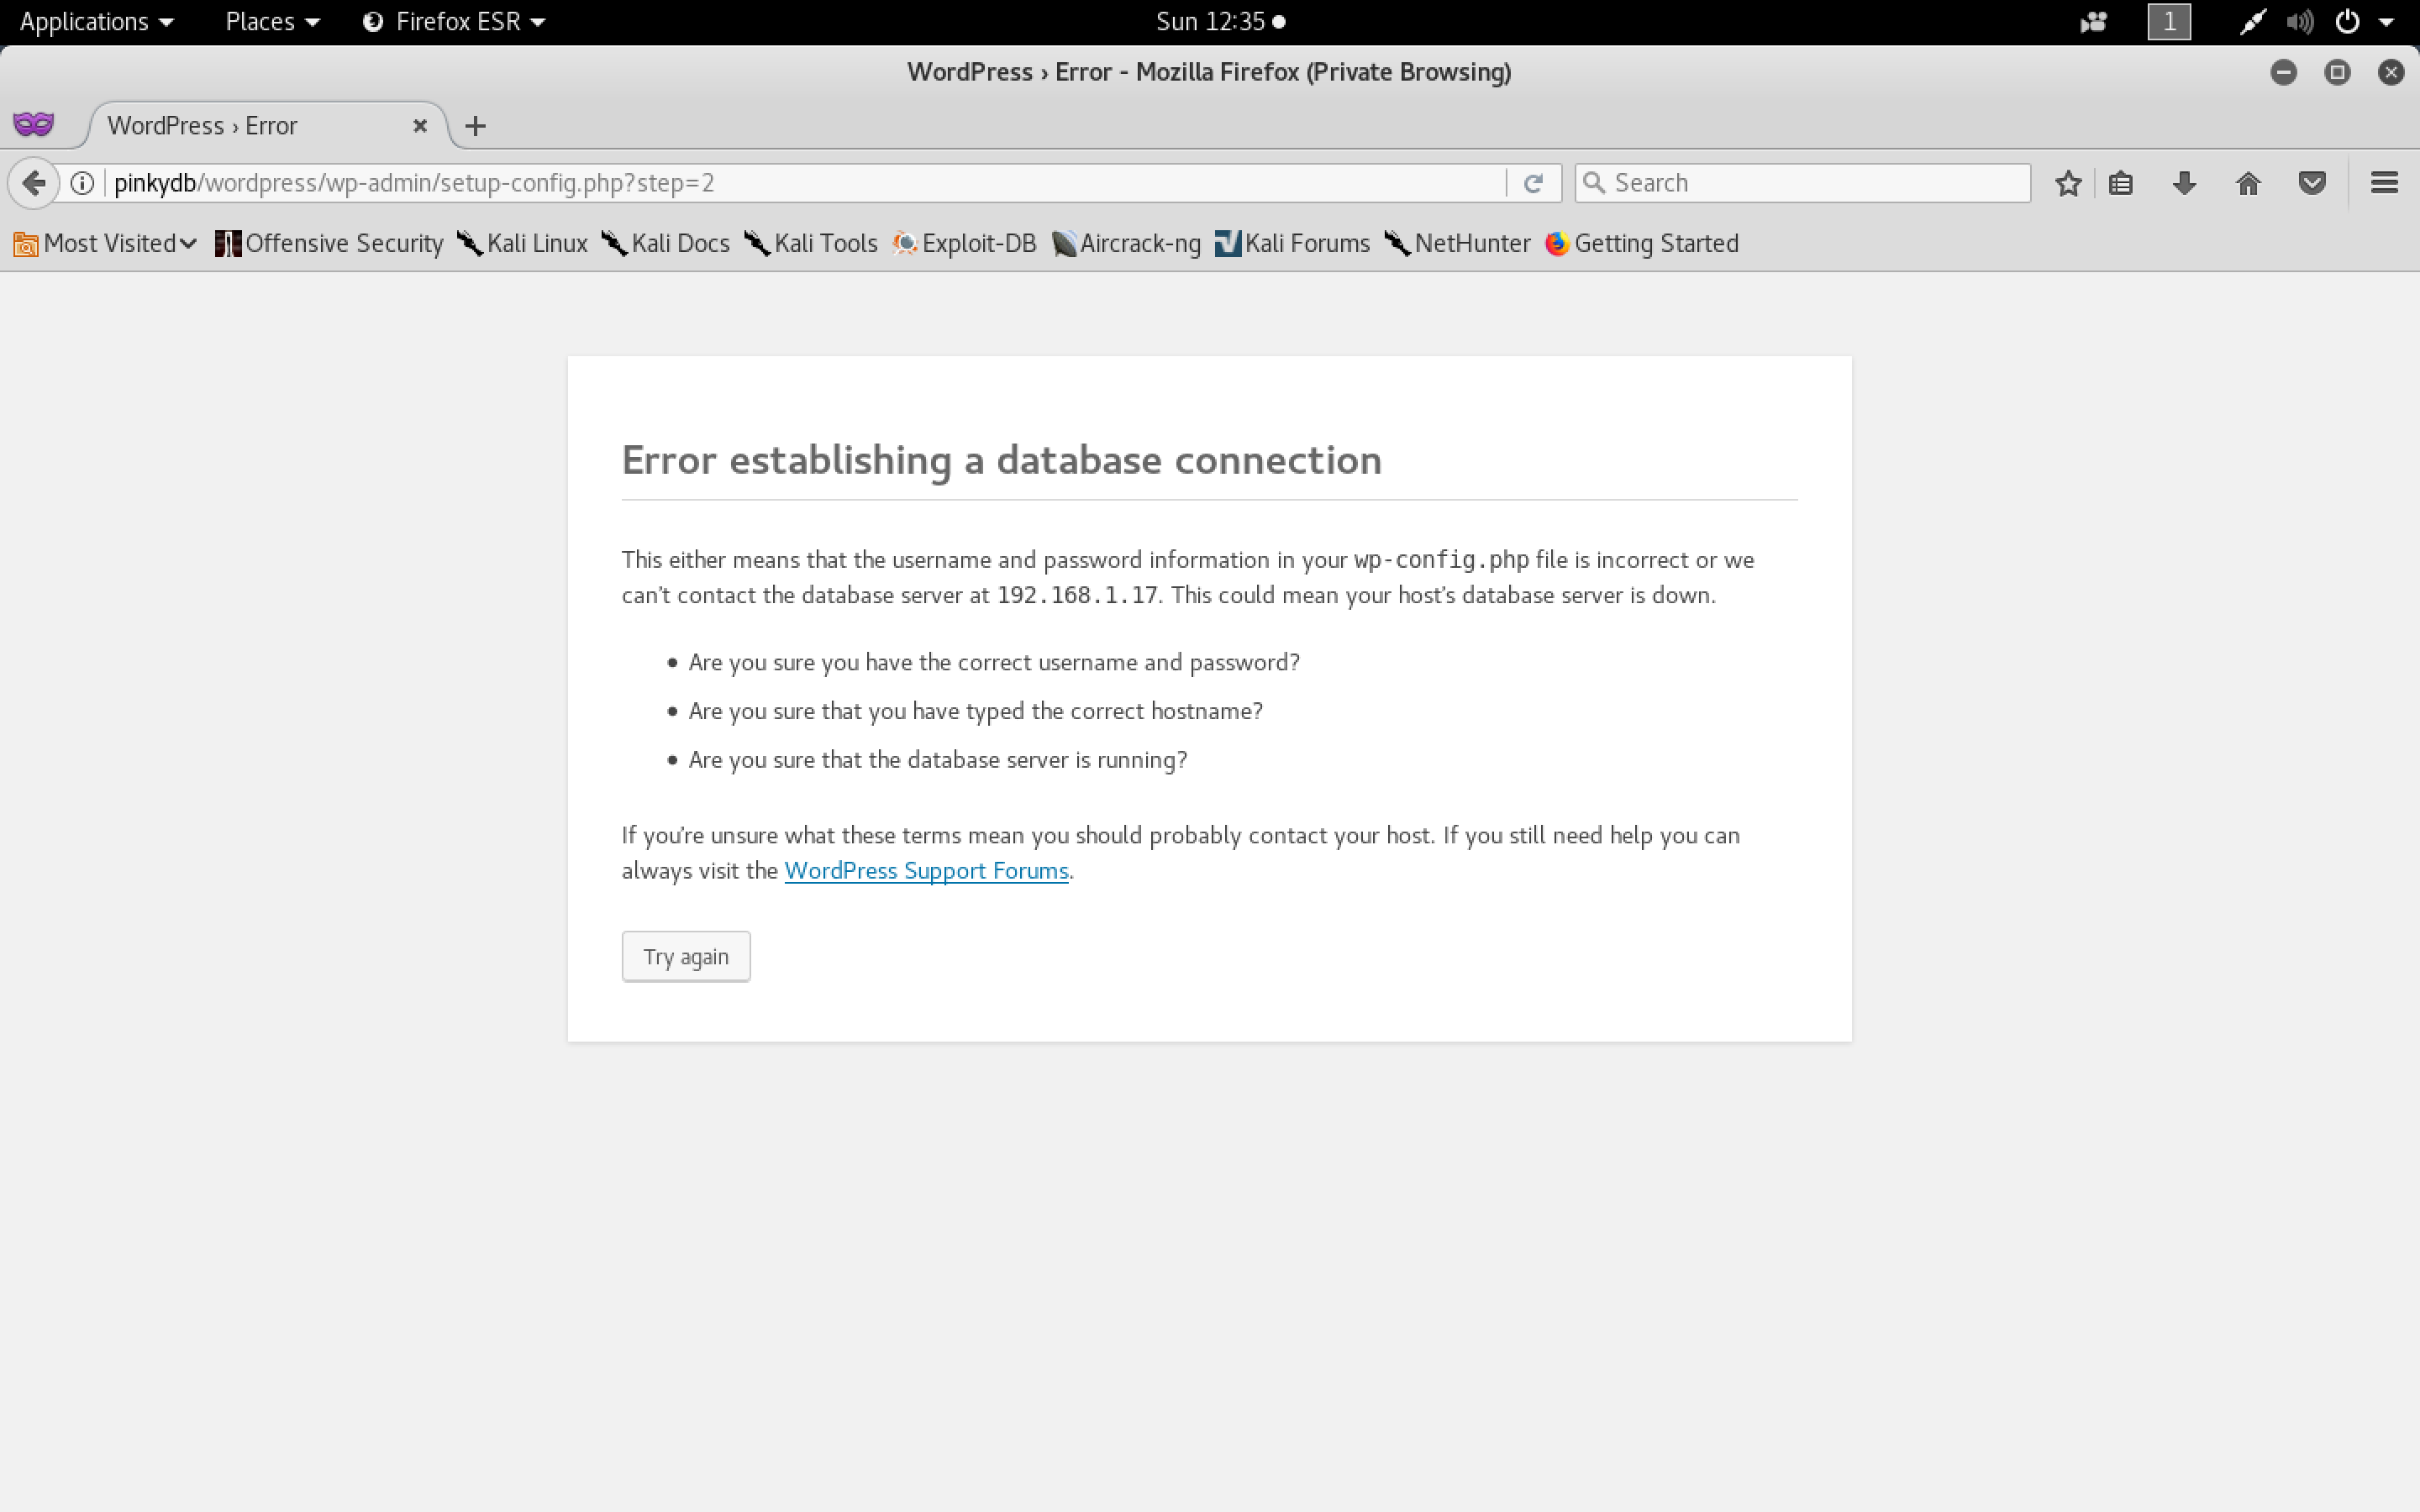 Applications Places Firefox ESR Sun 12:35 1
WordPress › Error - Mozilla Firefox (Private Browsing)
WordPress › Error
pinkydb/wordpress/wp-admin/setup-config.php?step=2 Search
Most Visited Offensive Security Kali Linux Kali Docs Kali Tools Exploit-DB Aircrack-ng Kali Forums NetHunter Getting Started
Error establishing a database connection
This either means that the username and password information in your wp-config.php file is incorrect or we
can’t contact the database server at 192.168.1.17. This could mean your host’s database server is down.
• Are you sure you have the correct username and password?
• Are you sure that you have typed the correct hostname?
• Are you sure that the database server is running?
If you’re unsure what these terms mean you should probably contact your host. If you still need help you can
always visit the WordPress Support Forums.
Try again